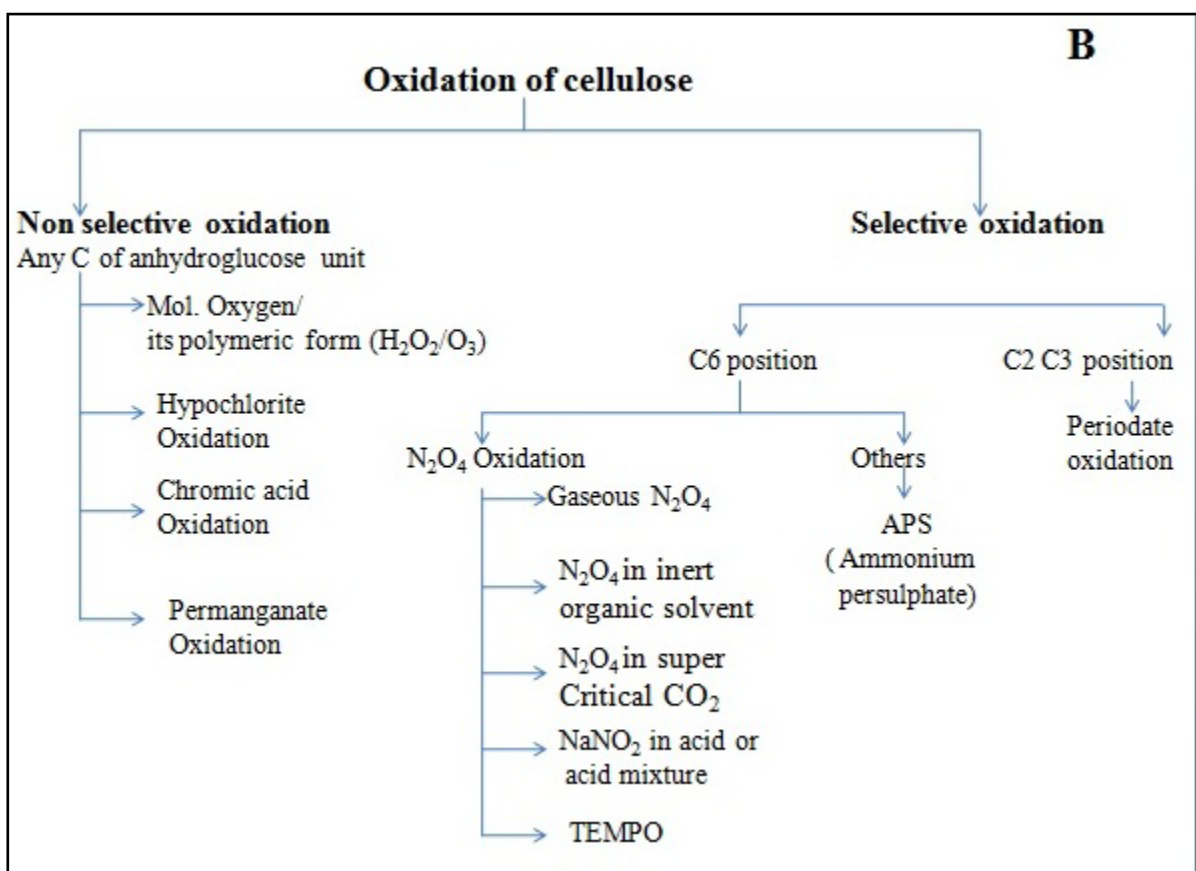 B
Oxidation of cellulose
Non selective oxidation
Any C of anhydroglucose unit
Mol. Oxygen/
its polymeric form (H₂O₂/O₃)
Hypochlorite
Oxidation
Chromic acid
Oxidation
Permanganate
Oxidation
Selective oxidation
C6 position
N₂O₄ Oxidation
Gaseous N₂O₄
N₂O₄ in inert
organic solvent
N₂O₄ in super
Critical CO₂
NaNO₂ in acid or
acid mixture
TEMPO
Others
APS
( Ammonium
persulphate)
C2 C3 position
Periodate
oxidation